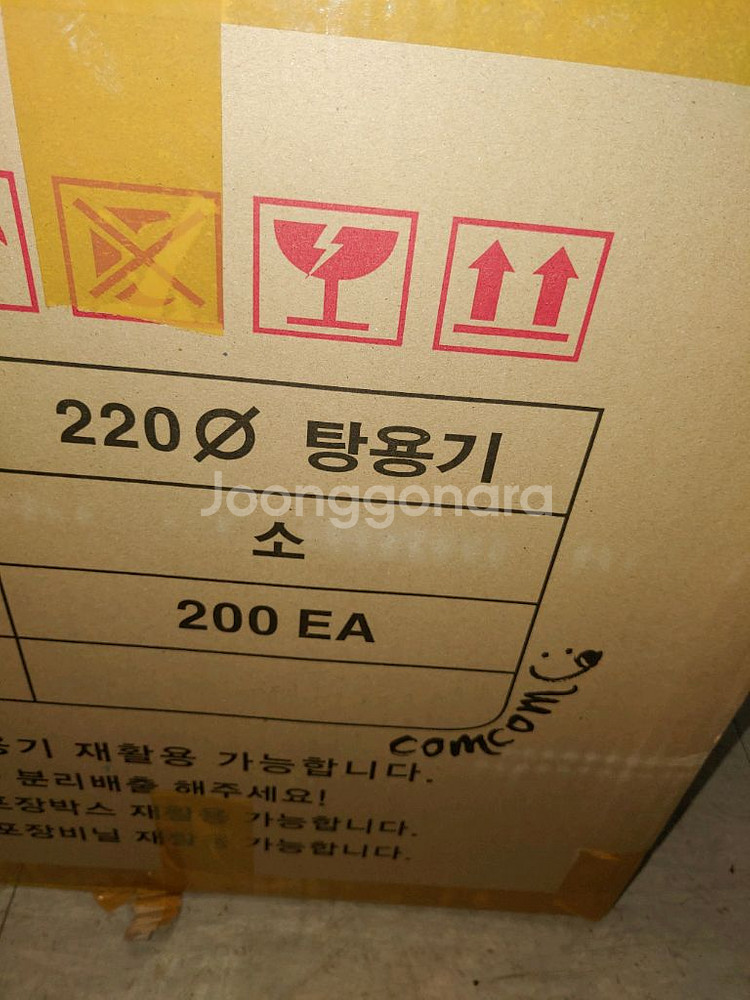 220Ø 탕용기
Joonggonara
소
200 EA
comcom
용기 재활용 가능합니다.
분리배출 해주세요!
포장박스 재활용 가능합니다.
포장비닐 재활용 가능합니다.